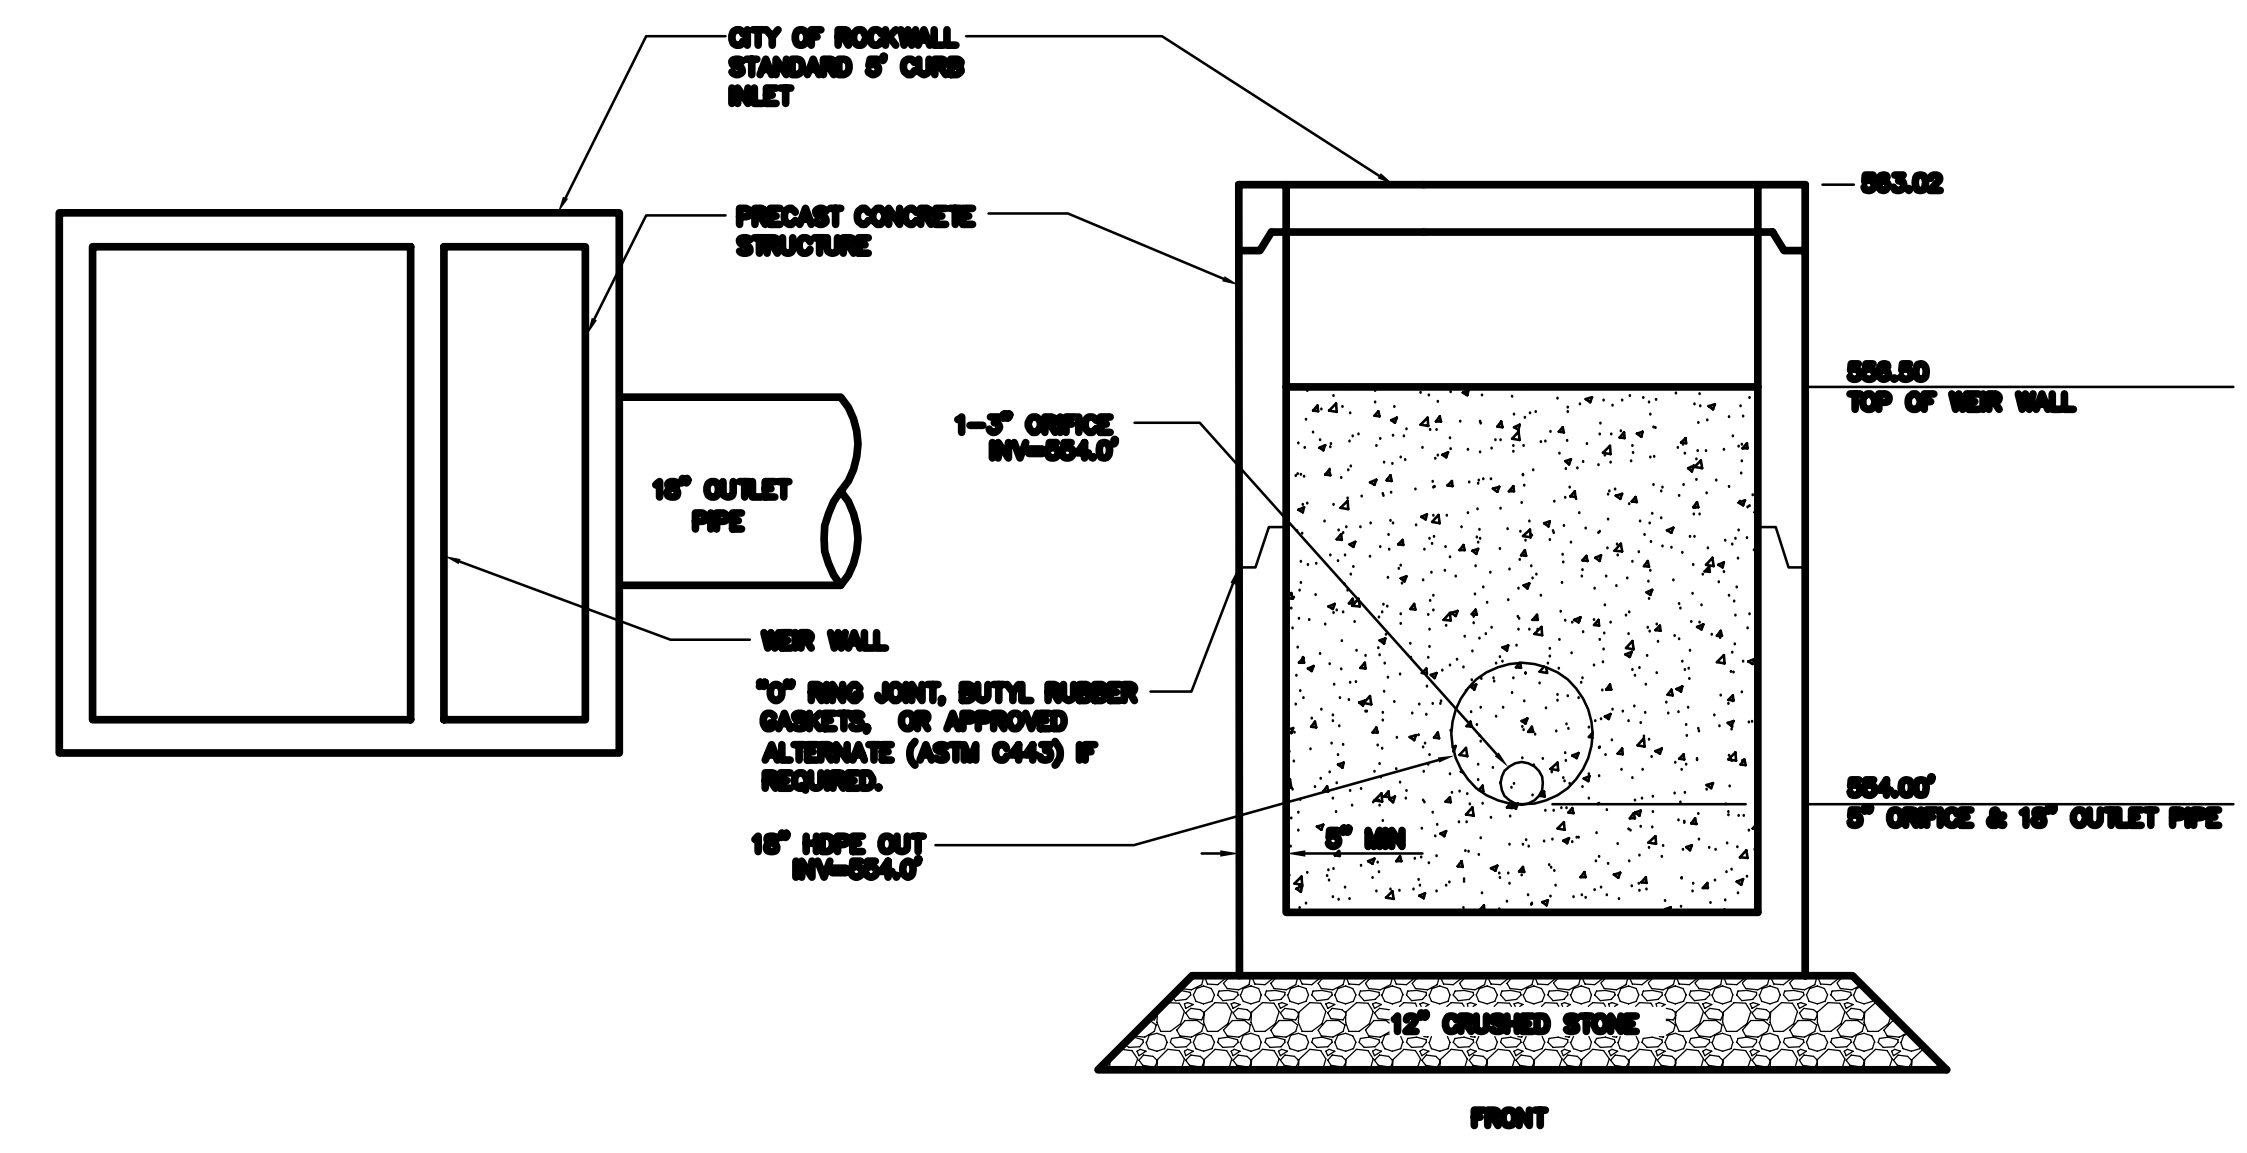 CITY OF ROCKWALL
STANDARD 5' CURB
INLET
563.02
PRECAST CONCRETE
STRUCTURE
556.50
TOP OF WEIR WALL
1-3" ORIFICE
INV=554.0'
18" OUTLET
PIPE
WEIR WALL
"O" RING JOINT, BUTYL RUBBER
GASKETS, OR APPROVED
ALTERNATE (ASTM C443) IF
REQUIRED.
554.00'
5" ORIFICE & 18" OUTLET PIPE
18" HDPE OUT
INV=554.0'
5" MIN
12" CRUSHED STONE
FRONT